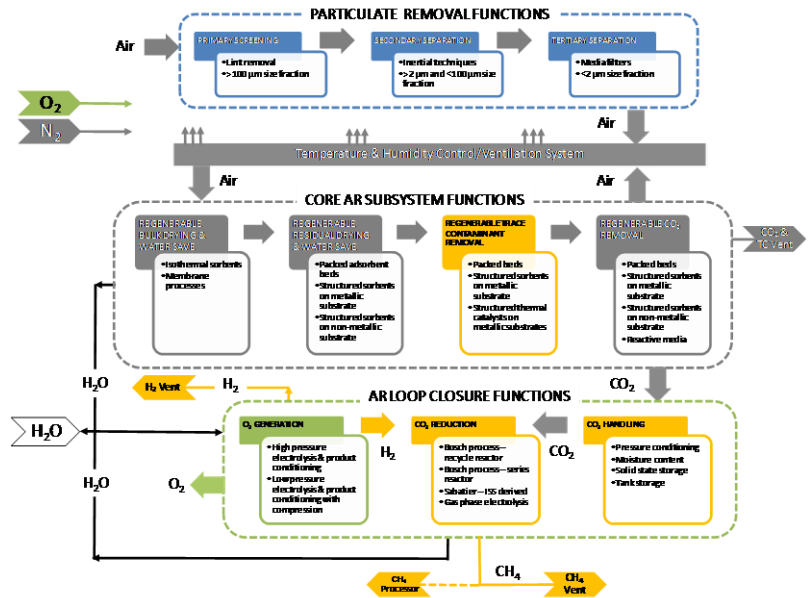 PARTICULATE REMOVAL FUNCTIONS
Air
PRIMARY SCREENING
• Lint removal
• >100 µm size fraction
SECONDARY SEPARATION
• Inertial techniques
• >2 µm and <100 µm size
fraction
TERTIARY SEPARATION
• Media filters
• <2 µm size fraction
O2
N2
Air
Temperature & Humidity Control/Ventilation System
Air
Air
CORE AR SUBSYSTEM FUNCTIONS
REGENERABLE
BULK DRYING &
WATER SAVE
• Isothermal sorbents
• Membrane
processes
REGENERABLE
RESIDUAL DRYING
& WATER SAVE
• Packed adsorbent
beds
• Structured sorbents
on metallic
substrate
• Structured sorbents
on non-metallic
substrate
REGENERABLE TRACE
CONTAMINANT
REMOVAL
• Packed beds
• Structured sorbents
on metallic
substrate
• Structured thermal
catalysts on
metallic substrates
REGENERABLE CO2
REMOVAL
• Packed beds
• Structured sorbents
on metallic
substrate
• Structured sorbents
on non-metallic
substrate
• Reactive media
CO2 &
TC Vent
H2O
H2 Vent
H2
CO2
AR LOOP CLOSURE FUNCTIONS
H2O
O2 GENERATION
• High pressure
electrolysis & product
conditioning
• Low pressure
electrolysis & product
conditioning with
compression
H2
CO2 REDUCTION
• Bosch process—
recycle reactor
• Bosch process—series
reactor
• Sabatier—ISS derived
• Gas phase electrolysis
CO2
CO2 HANDLING
• Pressure conditioning
• Moisture content
• Solid state storage
• Tank storage
H2O
O2
CH4
Processor
CH4
CH4
Vent